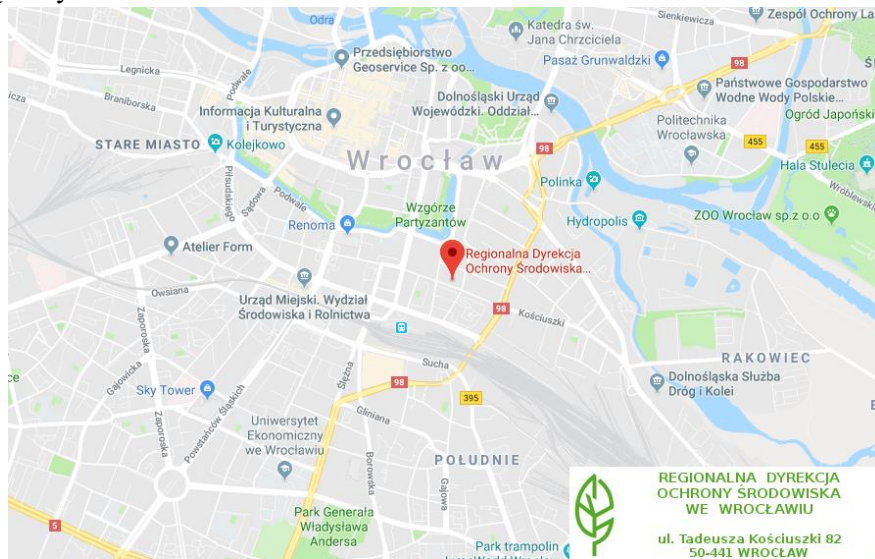 Odra
Katedra św.
Jana Chrzciciela
Sienkiewicza
Zespół Ochrony La
Przedsiębiorstwo
Geoservice Sp. z oo...
Pasaż Grunwaldzki
98
Legnicka
Podwale
Dolnośląski Urząd
Wojewódzki. Oddział...
Państwowe Gospodarstwo
Wodne Wody Polskie...
Braniborska
Informacja Kulturalna
i Turystyczna
Politechnika
Wrocławska
Ogród Japoński
STARE MIASTO
Kolejkowo
98
455
455
Wrocław
Hala Stulecia
Piłsudskiego
Podwale
Sądowa
Polinka
Wróblewskiego
Wzgórze
Partyzantów
Renoma
Hydropolis
ZOO Wrocław sp.z o.o
Atelier Form
Regionalna Dyrekcja
Ochrony Środowiska...
Owsiana
Urząd Miejski. Wydział
Środowiska i Rolnictwa
98
Kościuszki
Zaporoska
Sucha
RAKOWIEC
Gajowicka
Ślężna
Sky Tower
98
Dolnośląska Służba
Dróg i Kolei
395
Powstańców Śląskich
Gliniana
Zaporoska
Uniwersytet
Ekonomiczny
we Wrocławiu
Borowska
POŁUDNIE
Gajowa
Park Generała
Władysława
Andersa
5
Park trampolin
REGIONALNA DYREKCJA
OCHRONY ŚRODOWISKA
WE WROCŁAWIU
ul. Tadeusza Kościuszki 82
50-441 WROCŁAW